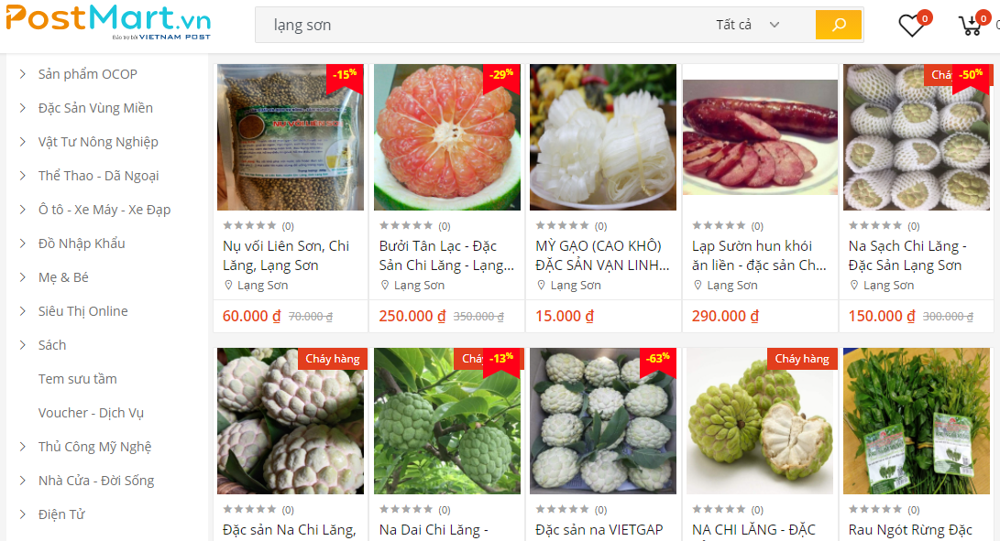 PostMart.vn
Bảo trợ bởi VIETNAM POST
lạng sơn
Tất cả
0
0
Sản phẩm OCOP
Đặc Sản Vùng Miền
Vật Tư Nông Nghiệp
Thể Thao - Dã Ngoại
Ô tô - Xe Máy - Xe Đạp
Đồ Nhập Khẩu
Mẹ & Bé
Siêu Thị Online
Sách
Tem sưu tầm
Voucher - Dịch Vụ
Thủ Công Mỹ Nghệ
Nhà Cửa - Đời Sống
Điện Tử
-15%
NỤ VỐI LIÊN SƠN
(0)
Nụ vối Liên Sơn, Chi
Lăng, Lạng Sơn
Lạng Sơn
60.000 ₫ 70.000 ₫
-29%
(0)
Bưởi Tân Lạc - Đặc
Sản Chi Lăng - Lạng...
Lạng Sơn
250.000 ₫ 350.000 ₫
(0)
MỲ GẠO (CAO KHÔ)
ĐẶC SẢN VẠN LINH...
Lạng Sơn
15.000 ₫
(0)
Lạp Sườn hun khói
ăn liền - đặc sản Ch...
Lạng Sơn
290.000 ₫
Chá
-50%
(0)
Na Sạch Chi Lăng -
Đặc Sản Lạng Sơn
Lạng Sơn
150.000 ₫ 300.000 ₫
Cháy hàng
(0)
Đặc sản Na Chi Lăng,
Chá
-13%
(0)
Na Dai Chi Lăng -
-63%
(0)
Đặc sản na VIETGAP
Cháy hàng
(0)
NA CHI LĂNG - ĐẶC
(0)
Rau Ngót Rừng Đặc